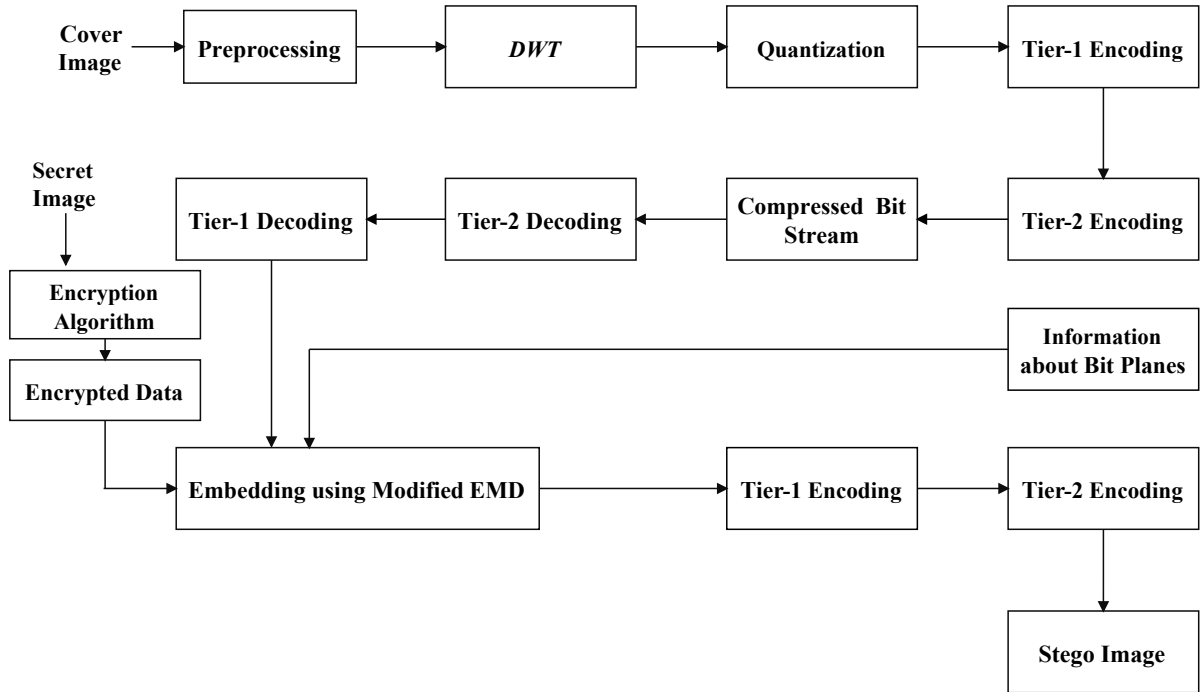 Cover
Image
Preprocessing
DWT
Quantization
Tier-1 Encoding
Secret
Image
Tier-1 Decoding
Tier-2 Decoding
Compressed Bit
Stream
Tier-2 Encoding
Encryption
Algorithm
Encrypted Data
Information
about Bit Planes
Embedding using Modified EMD
Tier-1 Encoding
Tier-2 Encoding
Stego Image